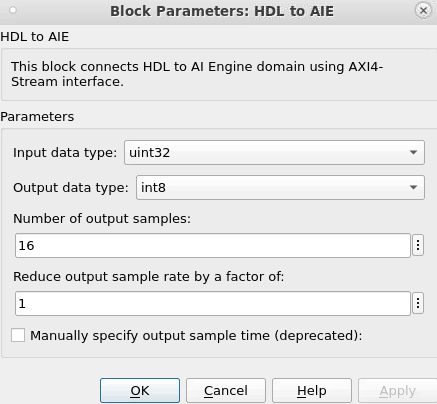 Block Parameters: HDL to AIE
HDL to AIE
This block connects HDL to AI Engine domain using AXI4-
Stream interface.
Parameters
Input data type: uint32
Output data type: int8
Number of output samples:
16
Reduce output sample rate by a factor of:
1
Manually specify output sample time (deprecated):
OK Cancel Help Apply